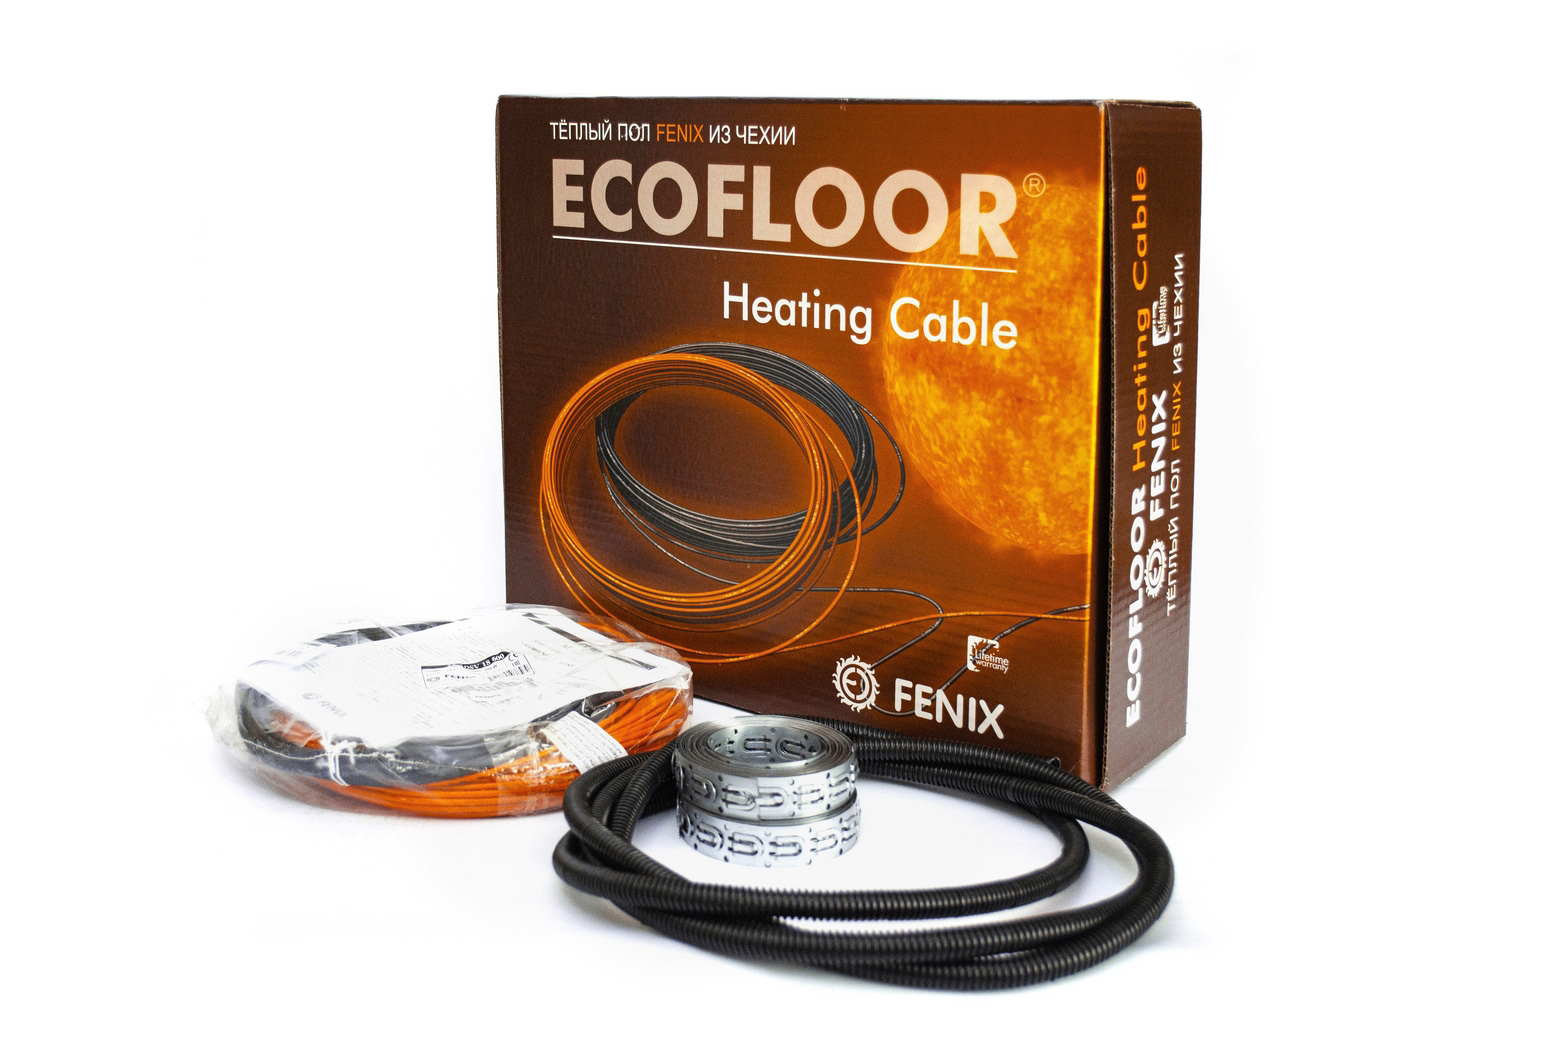 ТЁПЛЫЙ ПОЛ FENIX ИЗ ЧЕХИИ
ECOFLOOR®
Heating Cable
Lifetime
warranty
FENIX
ECOFLOOR Heating Cable
FENIX
Lifetime
ТЁПЛЫЙ ПОЛ FENIX ИЗ ЧЕХИИ
FENIX